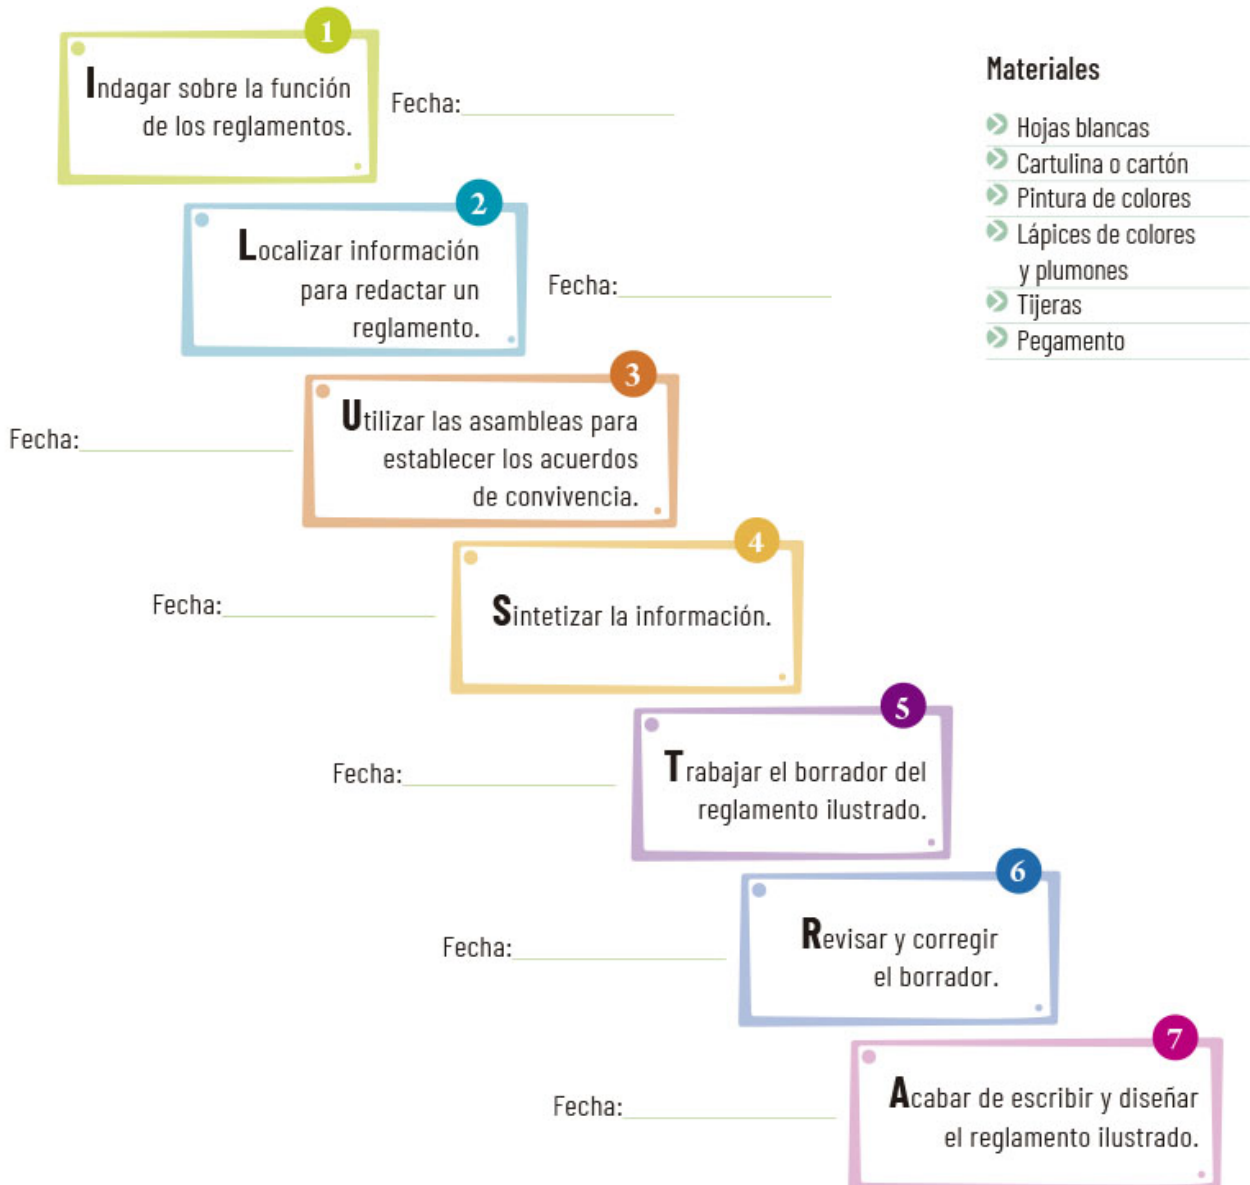 1
Indagar sobre la función
de los reglamentos.
Fecha:
2
Localizar información
para redactar un
reglamento.
Fecha:
3
Utilizar las asambleas para
establecer los acuerdos
de convivencia.
Fecha:
4
Sintetizar la información.
Fecha:
5
Trabajar el borrador del
reglamento ilustrado.
Fecha:
6
Revisar y corregir
el borrador.
Fecha:
7
Acabar de escribir y diseñar
el reglamento ilustrado.
Fecha:
Materiales
Hojas blancas
Cartulina o cartón
Pintura de colores
Lápices de colores
y plumones
Tijeras
Pegamento